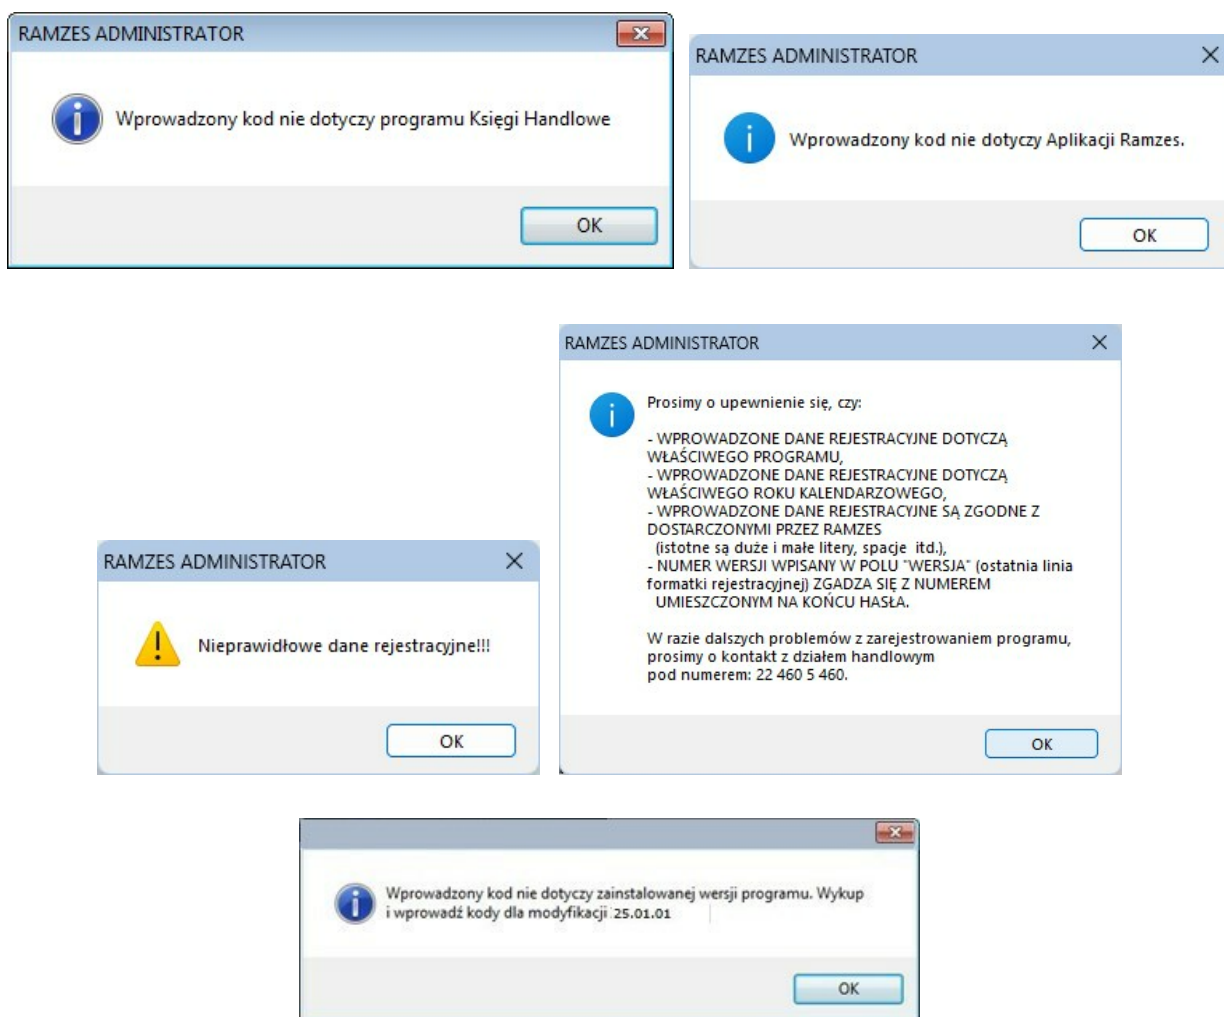 RAMZES ADMINISTRATOR
Wprowadzony kod nie dotyczy programu Księgi Handlowe
OK
RAMZES ADMINISTRATOR
Wprowadzony kod nie dotyczy Aplikacji Ramzes.
OK
RAMZES ADMINISTRATOR
Nieprawidłowe dane rejestracyjne!!!
OK
RAMZES ADMINISTRATOR
Prosimy o upewnienie się, czy:
- WPROWADZONE DANE REJESTRACYJNE DOTYCZĄ
WŁAŚCIWEGO PROGRAMU,
- WPROWADZONE DANE REJESTRACYJNE DOTYCZĄ
WŁAŚCIWEGO ROKU KALENDARZOWEGO,
- WPROWADZONE DANE REJESTRACYJNE SĄ ZGODNE Z
DOSTARCZONYMI PRZEZ RAMZES
(istotne są duże i małe litery, spacje  itd.),
- NUMER WERSJI WPISANY W POLU "WERSJA" (ostatnia linia
formatki rejestracyjnej) ZGADZA SIĘ Z NUMEREM
UMIESZCZONYM NA KOŃCU HASŁA.
W razie dalszych problemów z zarejestrowaniem programu,
prosimy o kontakt z działem handlowym
pod numerem: 22 460 5 460.
OK
Wprowadzony kod nie dotyczy zainstalowanej wersji programu. Wykup
i wprowadź kody dla modyfikacji 25.01.01
OK